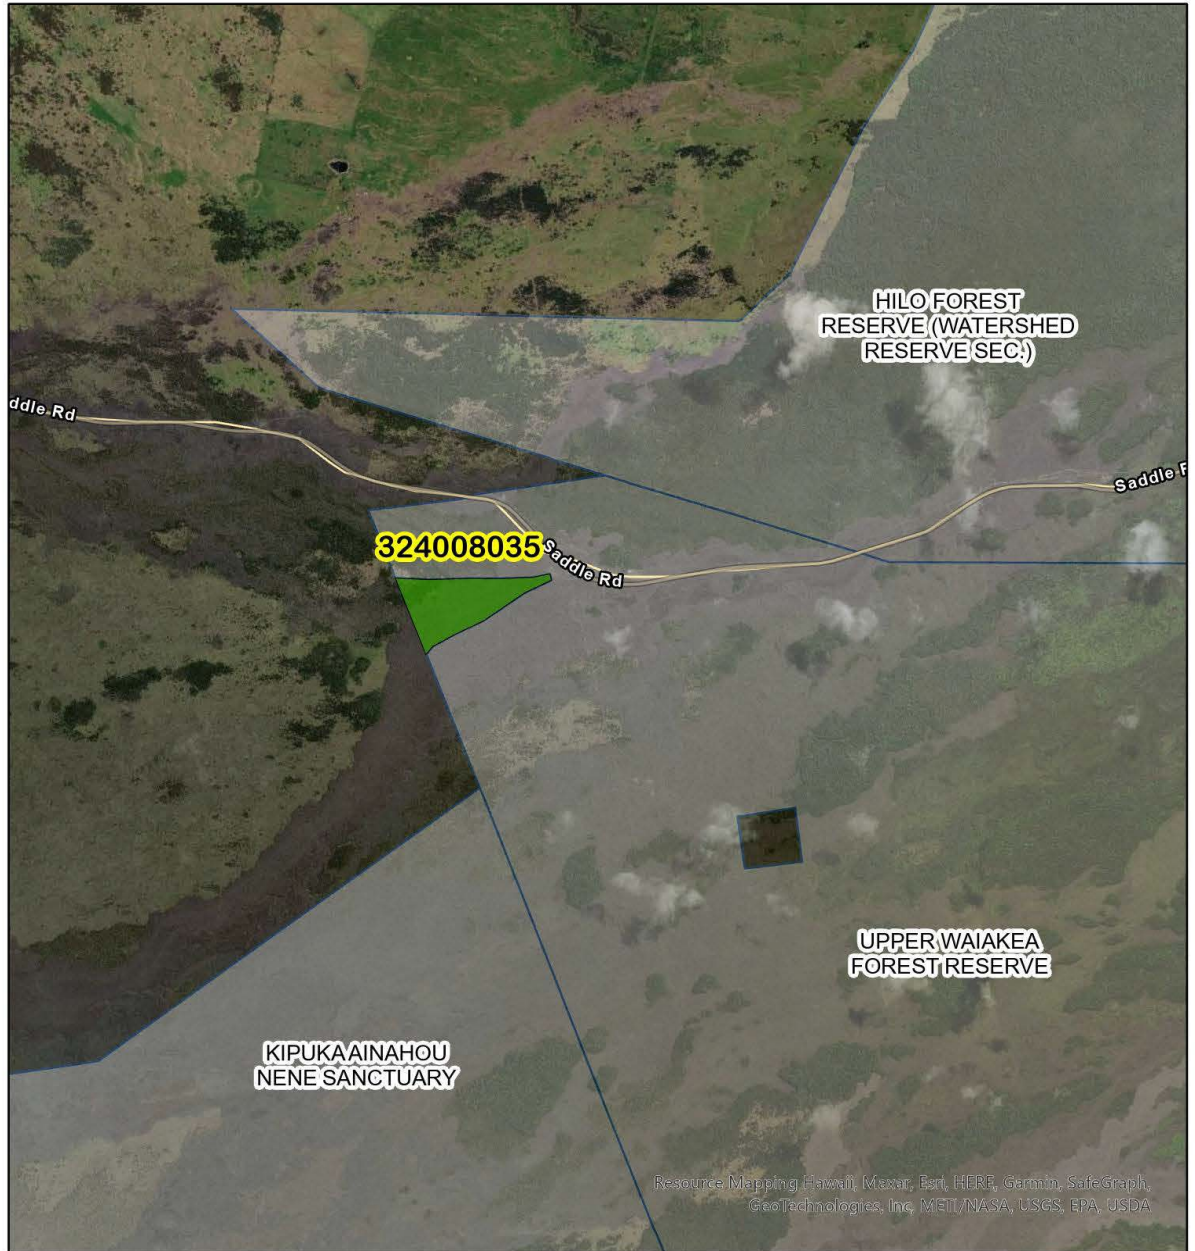 HILO FOREST
RESERVE (WATERSHED
RESERVE SEC.)
ddle Rd
Saddle R
324008035
Saddle Rd
UPPER WAIAKEA
FOREST RESERVE
KIPUKA AINAHOU
NENE SANCTUARY
Resource Mapping Hawaii, Maxar, Esri, HERE, Garmin, SafeGraph,
GeoTechnologies, Inc, METI/NASA, USGS, EPA, USDA